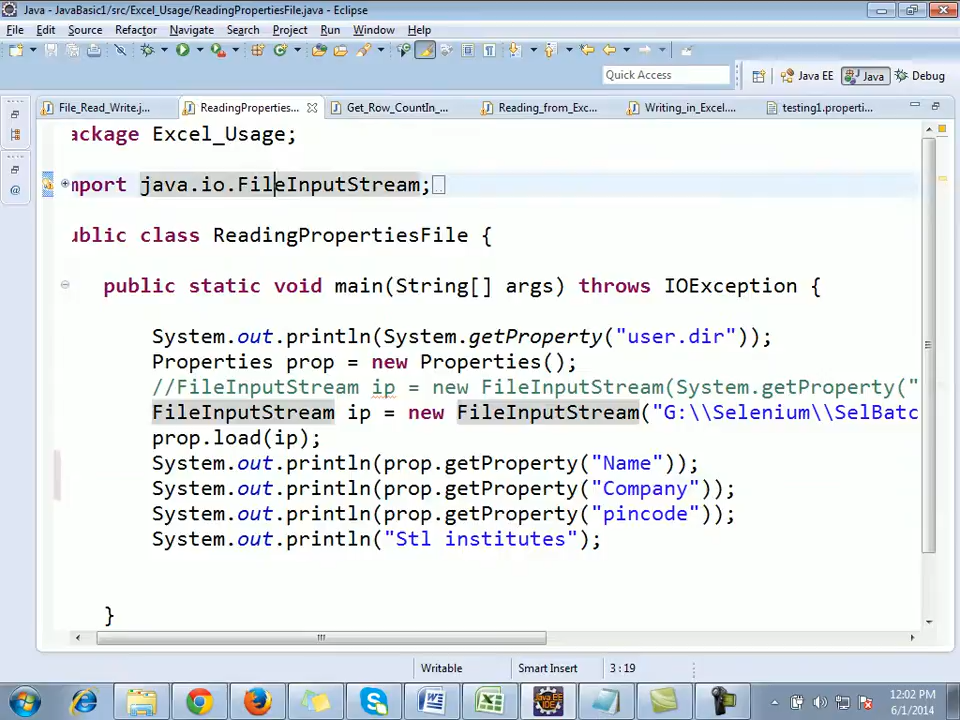 Java - JavaBasic1/src/Excel_Usage/ReadingPropertiesFile.java - Eclipse
File Edit Source Refactor Navigate Search Project Run Window Help
Quick Access
Java EE Java Debug
File_Read_Write.j... ReadingProperties... Get_Row_CountIn_... Reading_from_Exc... Writing_in_Excel.... testing1.properti...
ackage Excel_Usage;
mport java.io.FileInputStream;
ublic class ReadingPropertiesFile {
public static void main(String[] args) throws IOException {
System.out.println(System.getProperty("user.dir"));
Properties prop = new Properties();
//FileInputStream ip = new FileInputStream(System.getProperty("
FileInputStream ip = new FileInputStream("G:\\Selenium\\SelBatc
prop.load(ip);
System.out.println(prop.getProperty("Name"));
System.out.println(prop.getProperty("Company"));
System.out.println(prop.getProperty("pincode"));
System.out.println("Stl institutes");
}
Writable Smart Insert 3 : 19
12:02 PM
6/1/2014